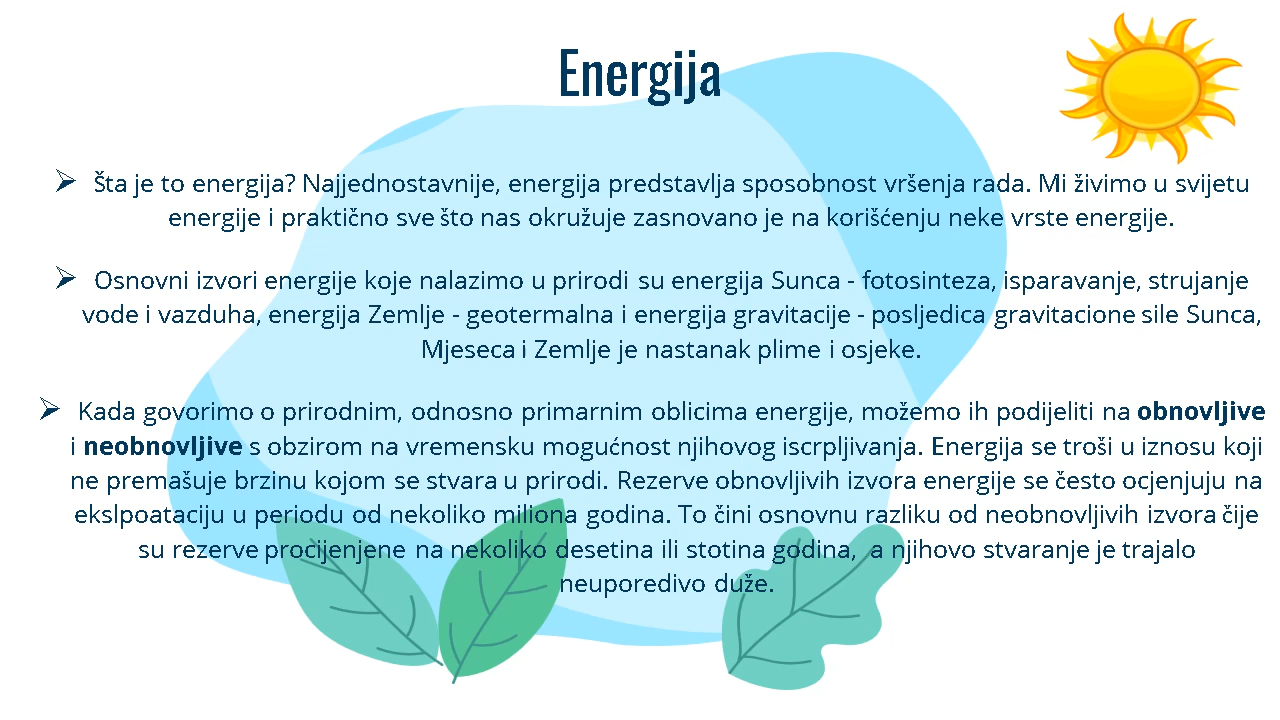 Energija
➢ Šta je to energija? Najjednostavnije, energija predstavlja sposobnost vršenja rada. Mi živimo u svijetu
energije i praktično sve što nas okružuje zasnovano je na korišćenju neke vrste energije.
➢ Osnovni izvori energije koje nalazimo u prirodi su energija Sunca - fotosinteza, isparavanje, strujanje
vode i vazduha, energija Zemlje - geotermalna i energija gravitacije - posljedica gravitacione sile Sunca,
Mjeseca i Zemlje je nastanak plime i osjeke.
➢ Kada govorimo o prirodnim, odnosno primarnim oblicima energije, možemo ih podijeliti na obnovljive
i neobnovljive s obzirom na vremensku mogućnost njihovog iscrpljivanja. Energija se troši u iznosu koji
ne premašuje brzinu kojom se stvara u prirodi. Rezerve obnovljivih izvora energije se često ocjenjuju na
ekslpoataciju u periodu od nekoliko miliona godina. To čini osnovnu razliku od neobnovljivih izvora čije
su rezerve procijenjene na nekoliko desetina ili stotina godina, a njihovo stvaranje je trajalo
neuporedivo duže.